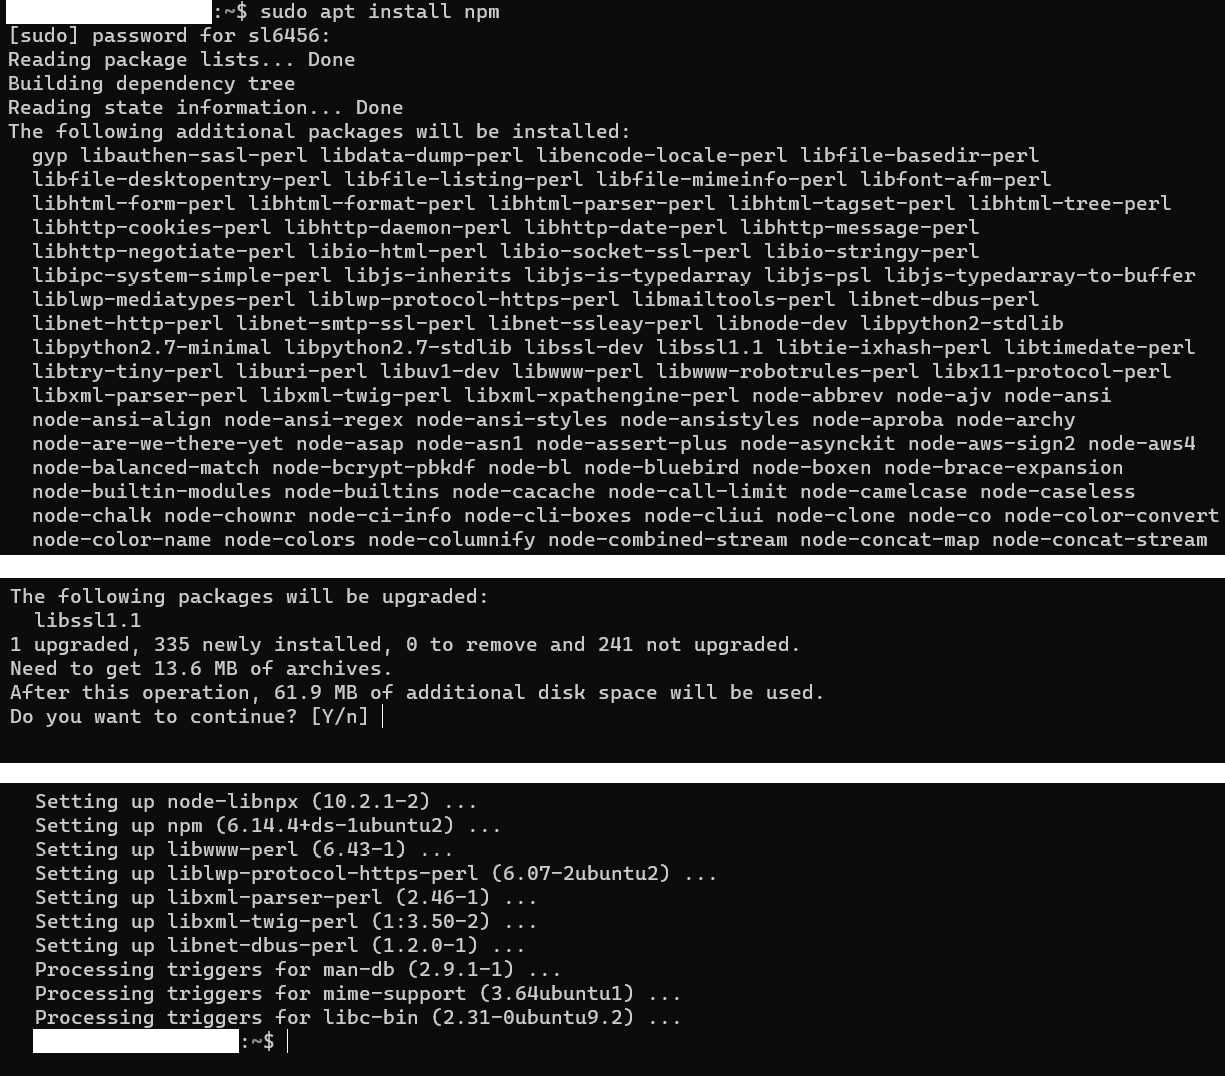 :~$ sudo apt install npm
[sudo] password for sl6456:
Reading package lists... Done
Building dependency tree
Reading state information... Done
The following additional packages will be installed:
gyp libauthen-sasl-perl libdata-dump-perl libencode-locale-perl libfile-basedir-perl
libfile-desktopentry-perl libfile-listing-perl libfile-mimeinfo-perl libfont-afm-perl
libhtml-form-perl libhtml-format-perl libhtml-parser-perl libhtml-tagset-perl libhtml-tree-perl
libhttp-cookies-perl libhttp-daemon-perl libhttp-date-perl libhttp-message-perl
libhttp-negotiate-perl libio-html-perl libio-socket-ssl-perl libio-stringy-perl
libipc-system-simple-perl libjs-inherits libjs-is-typedarray libjs-psl libjs-typedarray-to-buffer
liblwp-mediatypes-perl liblwp-protocol-https-perl libmailtools-perl libnet-dbus-perl
libnet-http-perl libnet-smtp-ssl-perl libnet-ssleay-perl libnode-dev libpython2-stdlib
libpython2.7-minimal libpython2.7-stdlib libssl-dev libssl1.1 libtie-ixhash-perl libtimedate-perl
libtry-tiny-perl liburi-perl libuv1-dev libwww-perl libwww-robotrules-perl libx11-protocol-perl
libxml-parser-perl libxml-twig-perl libxml-xpathengine-perl node-abbrev node-ajv node-ansi
node-ansi-align node-ansi-regex node-ansi-styles node-ansistyles node-aproba node-archy
node-are-we-there-yet node-asap node-asn1 node-assert-plus node-asynckit node-aws-sign2 node-aws4
node-balanced-match node-bcrypt-pbkdf node-bl node-bluebird node-boxen node-brace-expansion
node-builtin-modules node-builtins node-cacache node-call-limit node-camelcase node-caseless
node-chalk node-chownr node-ci-info node-cli-boxes node-cliui node-clone node-co node-color-convert
node-color-name node-colors node-columnify node-combined-stream node-concat-map node-concat-stream
The following packages will be upgraded:
libssl1.1
1 upgraded, 335 newly installed, 0 to remove and 241 not upgraded.
Need to get 13.6 MB of archives.
After this operation, 61.9 MB of additional disk space will be used.
Do you want to continue? [Y/n]
Setting up node-libnpx (10.2.1-2) ...
Setting up npm (6.14.4+ds-1ubuntu2) ...
Setting up libwww-perl (6.43-1) ...
Setting up liblwp-protocol-https-perl (6.07-2ubuntu2) ...
Setting up libxml-parser-perl (2.46-1) ...
Setting up libxml-twig-perl (1:3.50-2) ...
Setting up libnet-dbus-perl (1.2.0-1) ...
Processing triggers for man-db (2.9.1-1) ...
Processing triggers for mime-support (3.64ubuntu1) ...
Processing triggers for libc-bin (2.31-0ubuntu9.2) ...
:~$